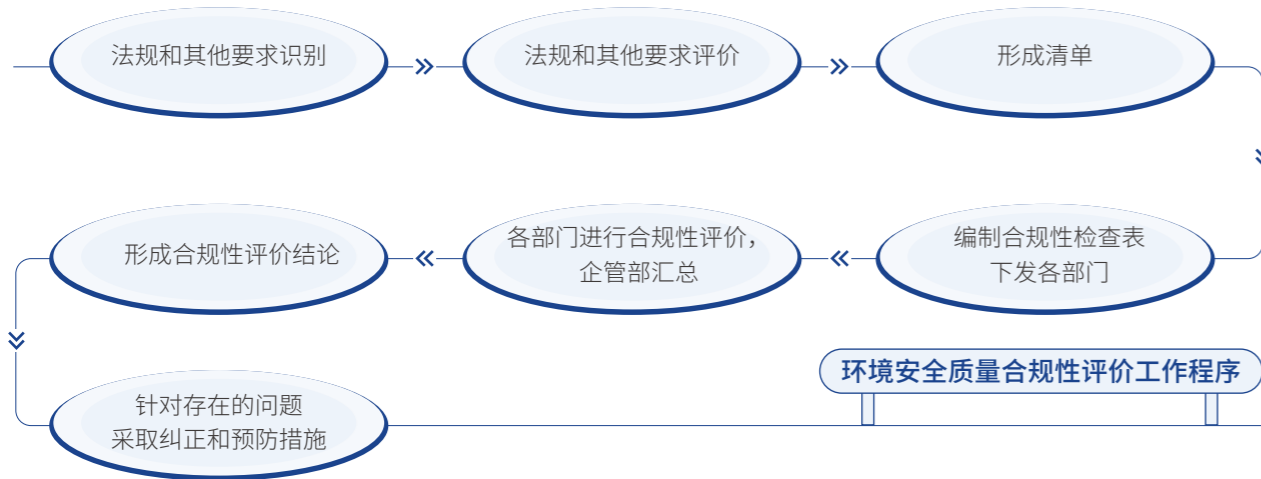 法规和其他要求识别
法规和其他要求评价
形成清单
编制合规性检查表
下发各部门
各部门进行合规性评价，
企管部汇总
形成合规性评价结论
针对存在的问题
采取纠正和预防措施
环境安全质量合规性评价工作程序